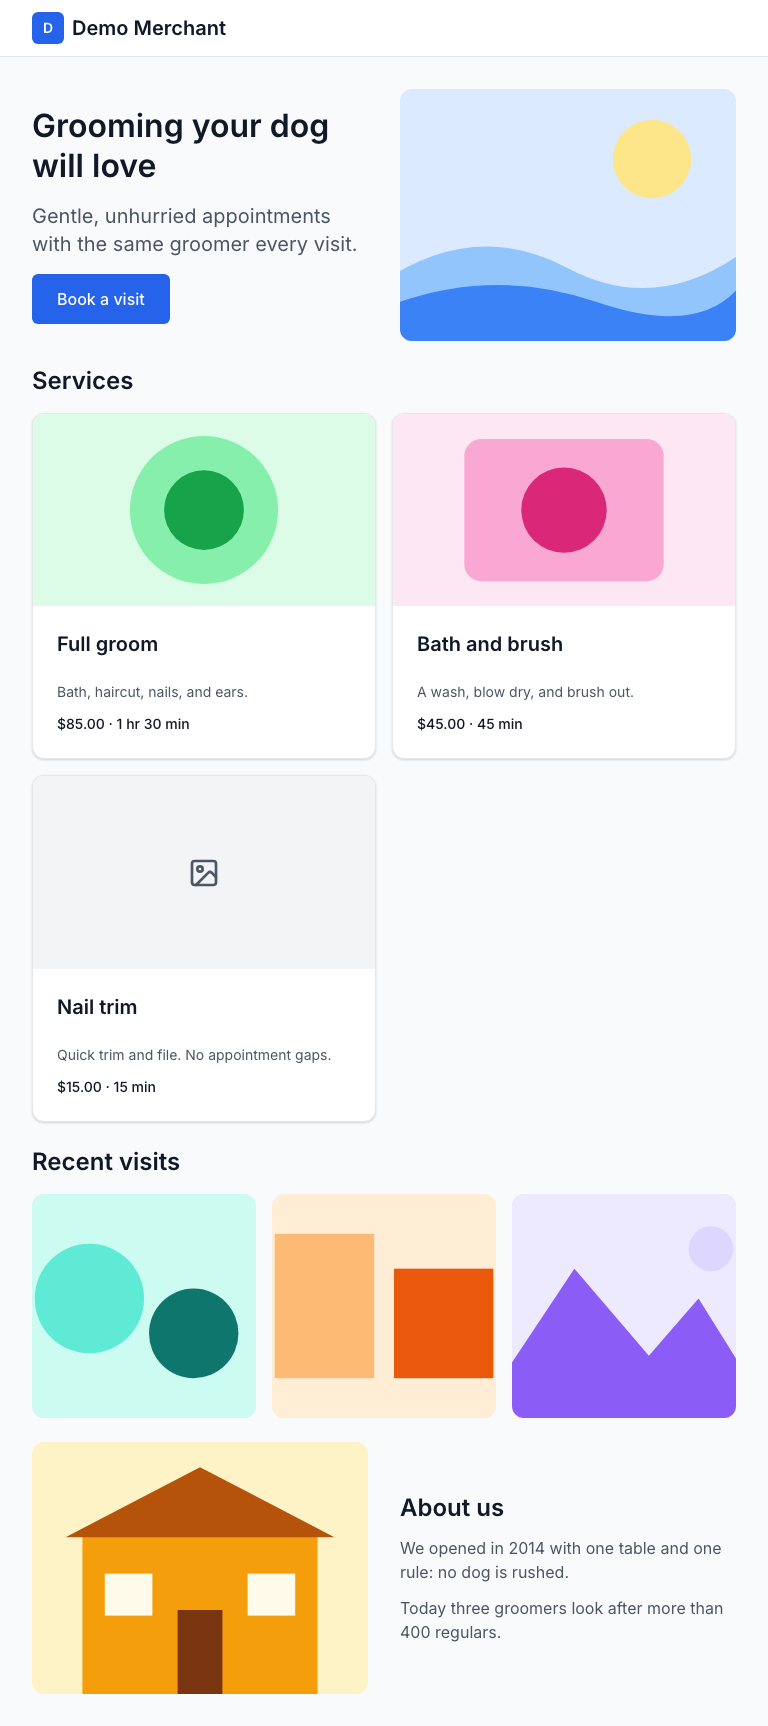 D
Demo Merchant
Grooming your dog
will love
Gentle, unhurried appointments
with the same groomer every visit.
Book a visit
Services
Full groom
Bath, haircut, nails, and ears.
$85.00 · 1 hr 30 min
Bath and brush
A wash, blow dry, and brush out.
$45.00 · 45 min
Nail trim
Quick trim and file. No appointment gaps.
$15.00 · 15 min
Recent visits
About us
We opened in 2014 with one table and one
rule: no dog is rushed.
Today three groomers look after more than
400 regulars.